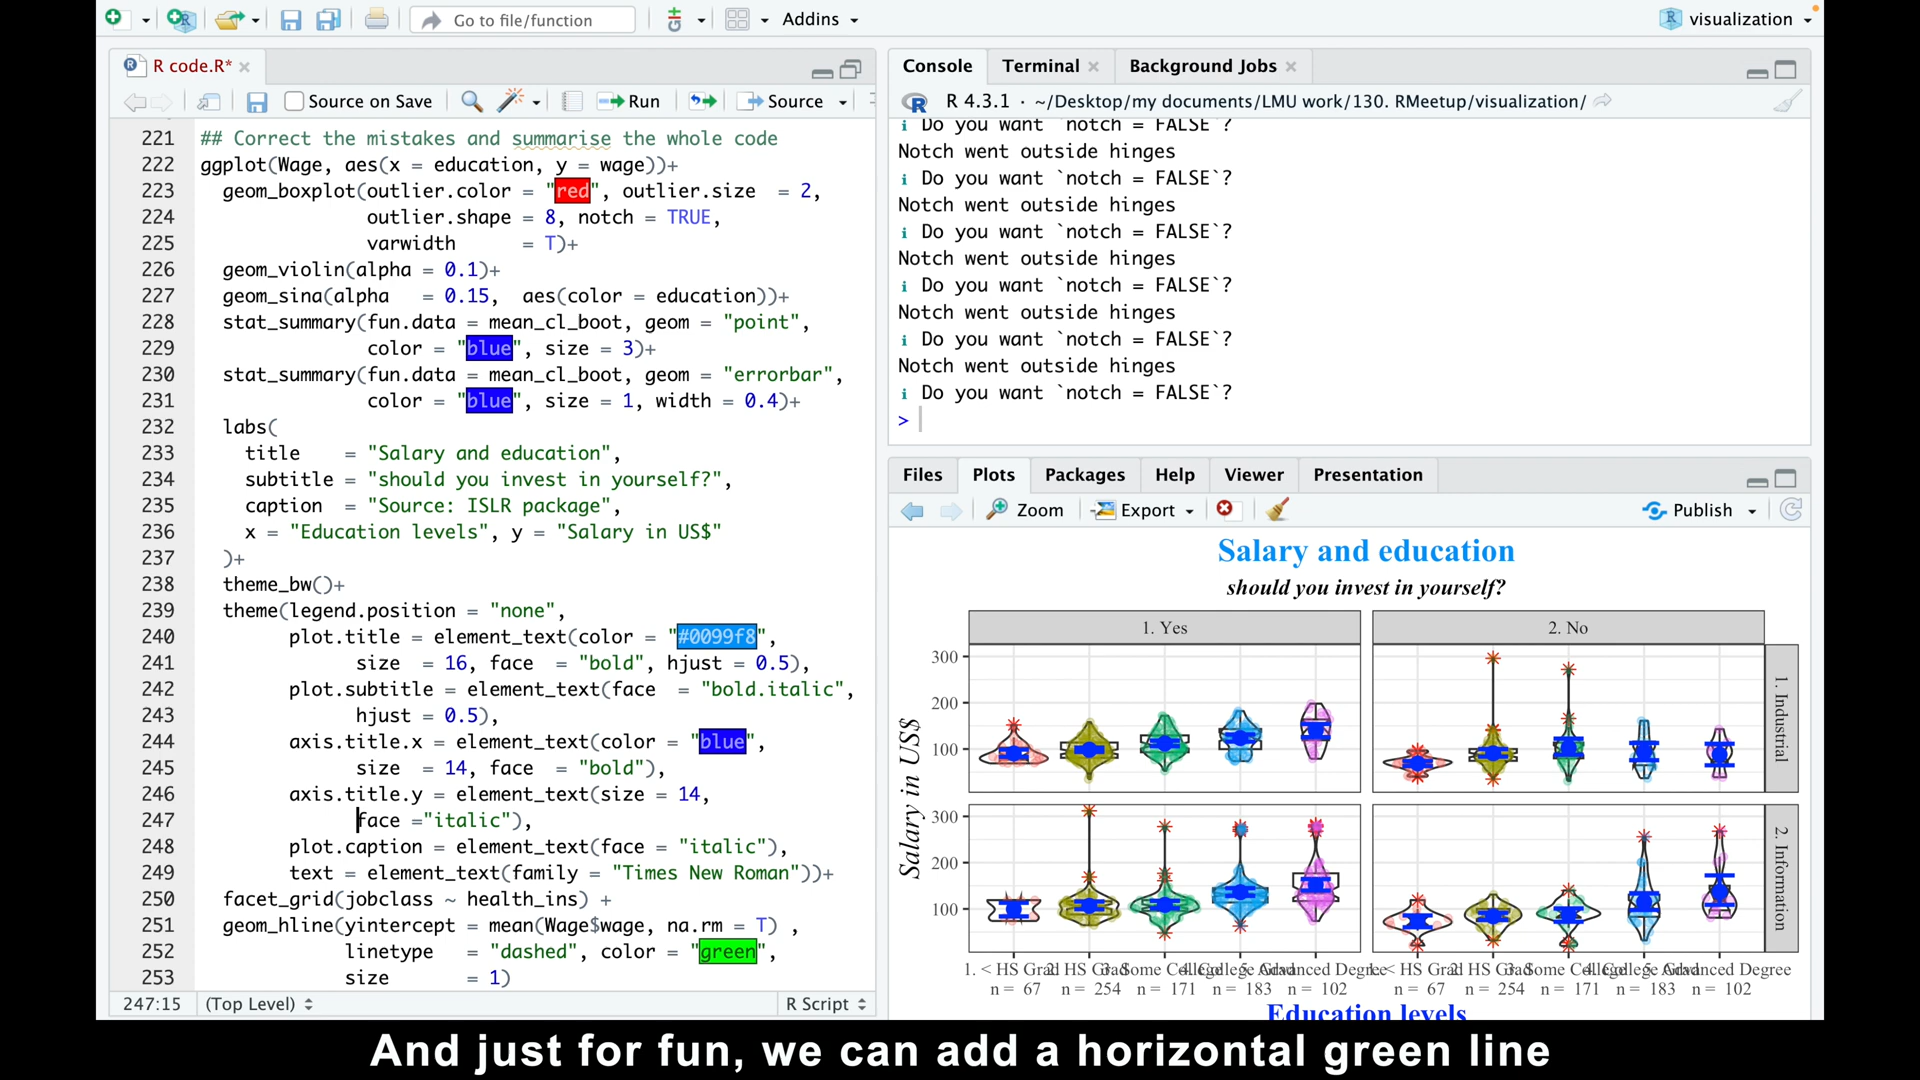 Go to file/function
Addins
visualization
R code.R*
Source on Save
Run
Source
221 ## Correct the mistakes and summarise the whole code
222 ggplot(Wage, aes(x = education, y = wage))+
223 geom_boxplot(outlier.color = "red", outlier.size = 2,
224 outlier.shape = 8, notch = TRUE,
225 varwidth = T)+
226 geom_violin(alpha = 0.1)+
227 geom_sina(alpha = 0.15, aes(color = education))+
228 stat_summary(fun.data = mean_cl_boot, geom = "point",
229 color = "blue", size = 3)+
230 stat_summary(fun.data = mean_cl_boot, geom = "errorbar",
231 color = "blue", size = 1, width = 0.4)+
232 labs(
233 title = "Salary and education",
234 subtitle = "should you invest in yourself?",
235 caption = "Source: ISLR package",
236 x = "Education levels", y = "Salary in US$"
237 )+
238 theme_bw()+
239 theme(legend.position = "none",
240 plot.title = element_text(color = "#0099f8",
241 size = 16, face = "bold", hjust = 0.5),
242 plot.subtitle = element_text(face = "bold.italic",
243 hjust = 0.5),
244 axis.title.x = element_text(color = "blue",
245 size = 14, face = "bold"),
246 axis.title.y = element_text(size = 14,
247 face ="italic"),
248 plot.caption = element_text(face = "italic"),
249 text = element_text(family = "Times New Roman"))+
250 facet_grid(jobclass ~ health_ins) +
251 geom_hline(yintercept = mean(Wage$wage, na.rm = T) ,
252 linetype = "dashed", color = "green",
253 size = 1)
247:15 (Top Level) R Script
Console Terminal Background Jobs
R 4.3.1 · ~/Desktop/my documents/LMU work/130. RMeetup/visualization/
i Do you want `notch = FALSE`?
Notch went outside hinges
i Do you want `notch = FALSE`?
Notch went outside hinges
i Do you want `notch = FALSE`?
Notch went outside hinges
i Do you want `notch = FALSE`?
Notch went outside hinges
i Do you want `notch = FALSE`?
Notch went outside hinges
i Do you want `notch = FALSE`?
>
Files Plots Packages Help Viewer Presentation
Zoom Export Publish
Salary and education
should you invest in yourself?
1. Yes 2. No
300
200
100
1. Industrial
300
200
100
2. Information
Salary in US$
1. < HS Grad
n = 67 n = 254 n = 171 n = 183 n = 102 n = 67 n = 254 n = 171 n = 183 n = 102
Education levels
And just for fun, we can add a horizontal green line